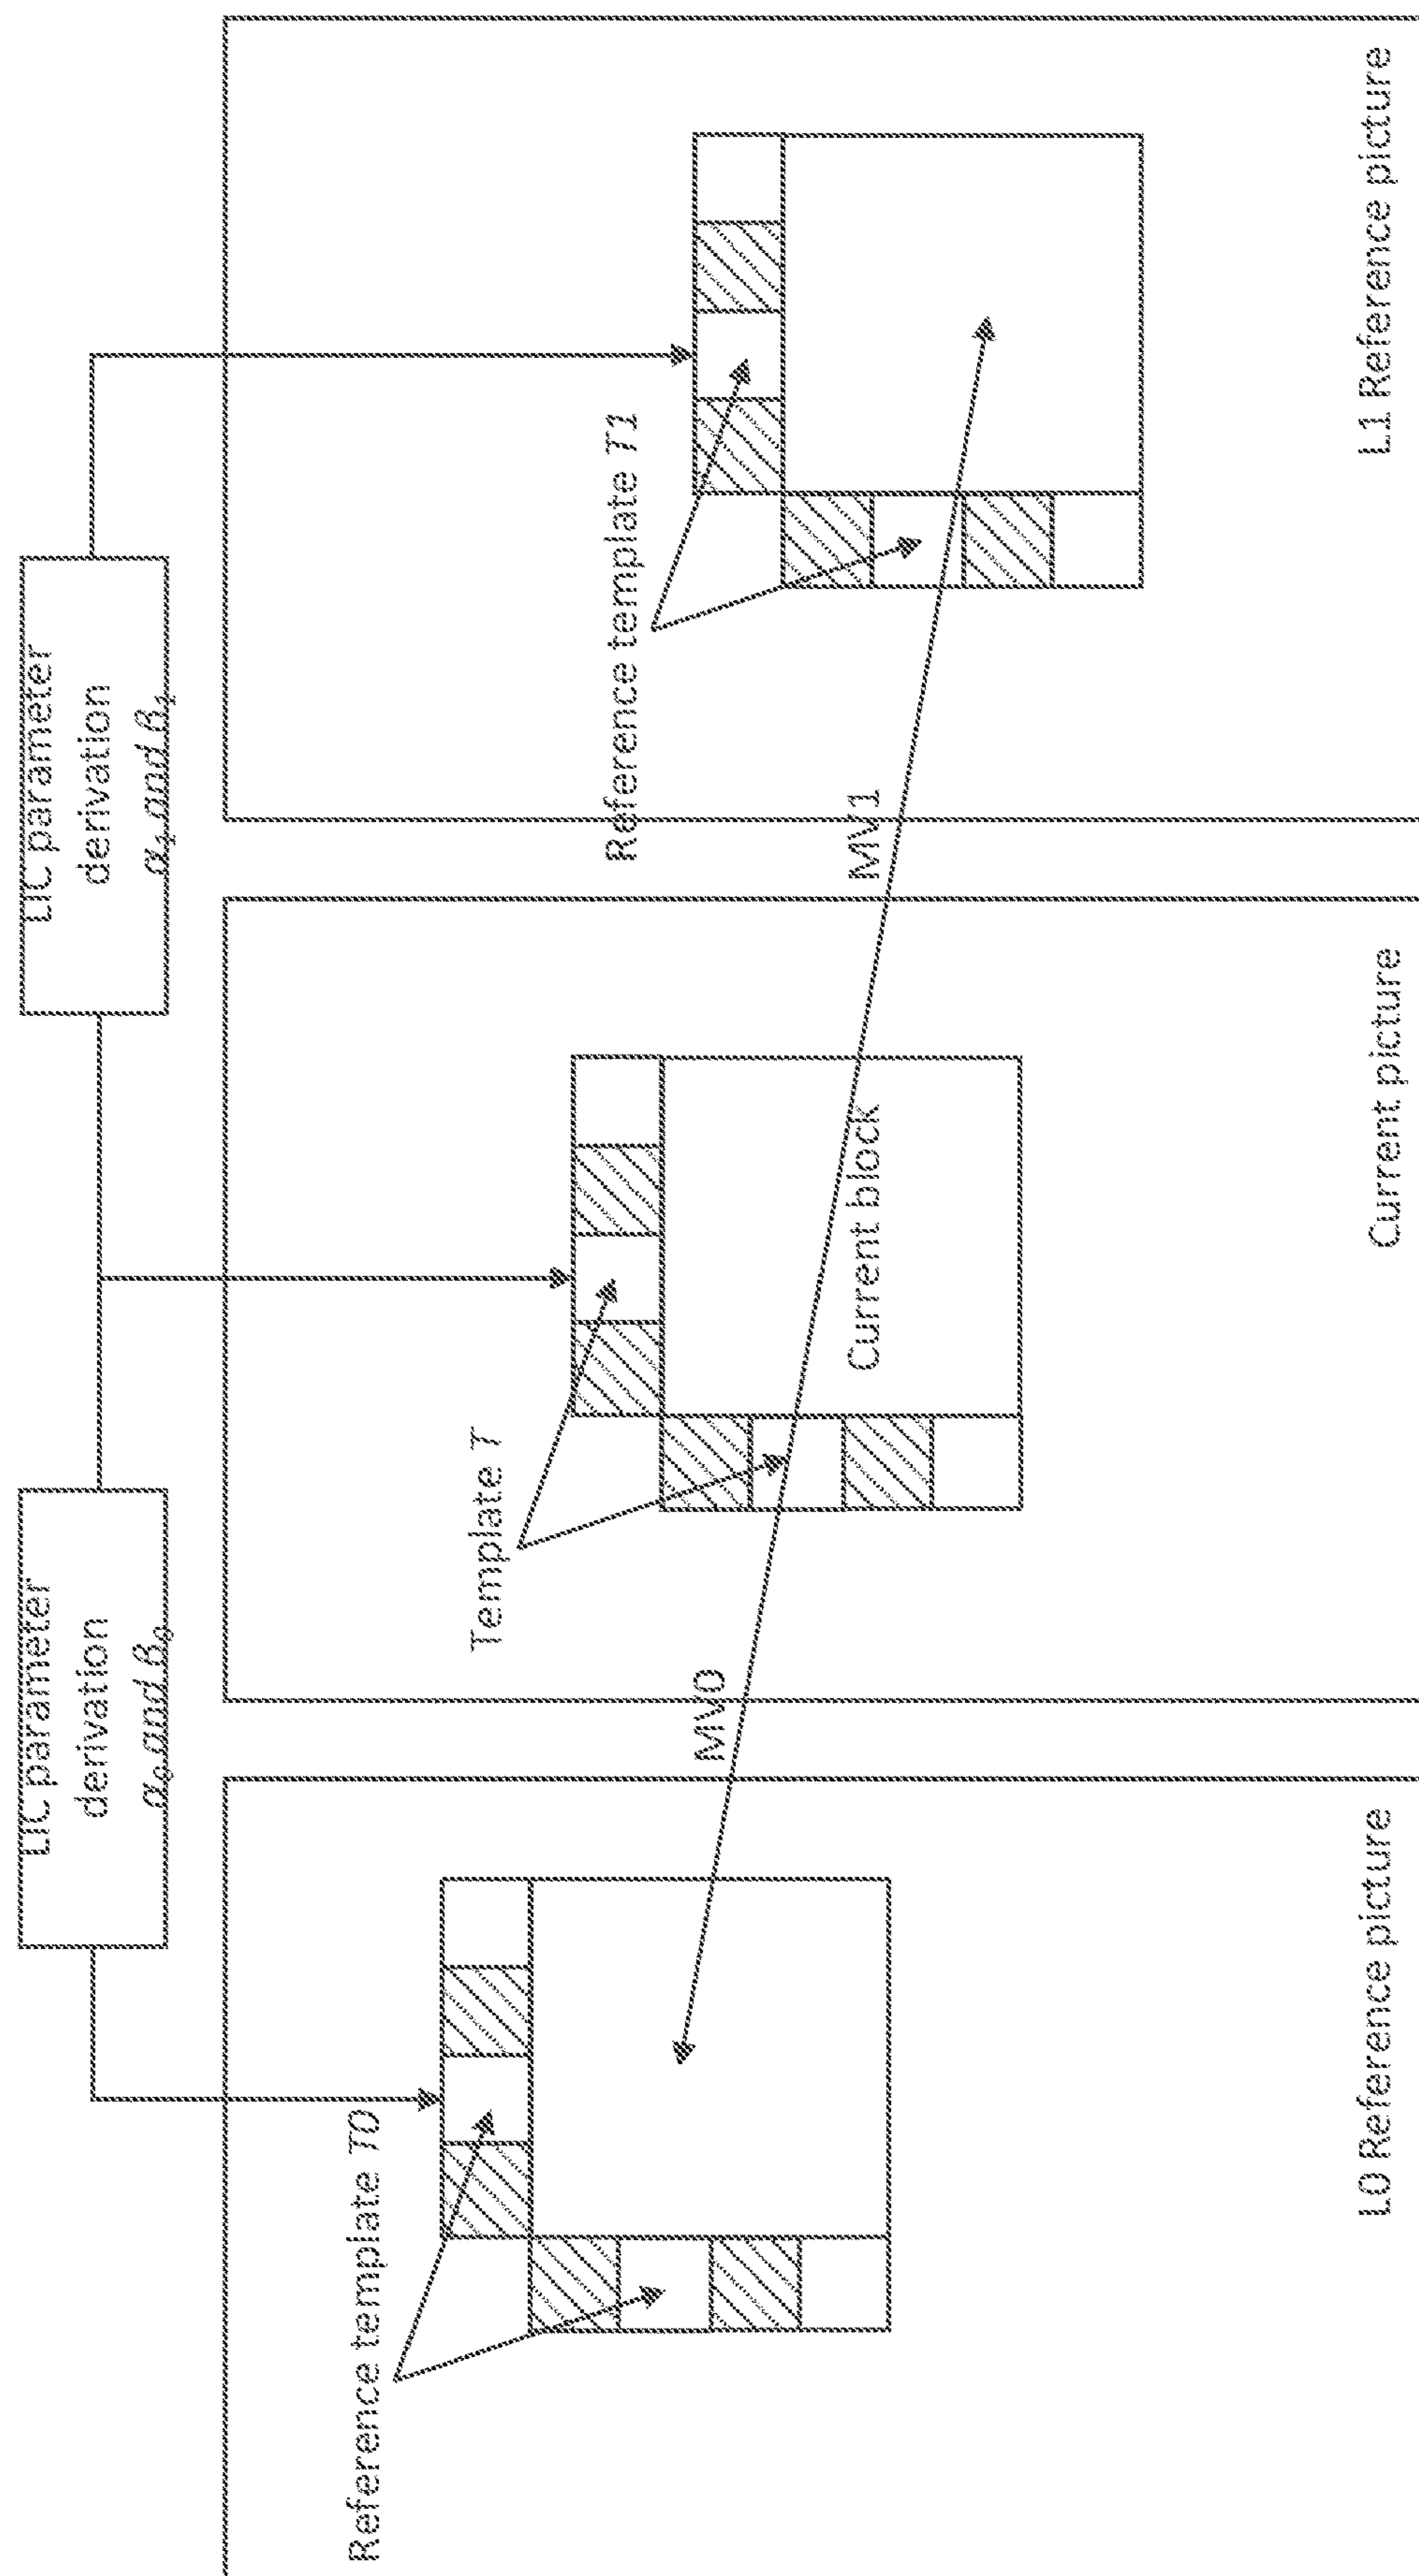 LIC parameter
derivation
α₀ and β₀
LIC parameter
derivation
α₁ and β₁
Reference template T0
MV0
L0 Reference picture
Template T
Current block
Current picture
Reference template T1
MV1
L1 Reference picture